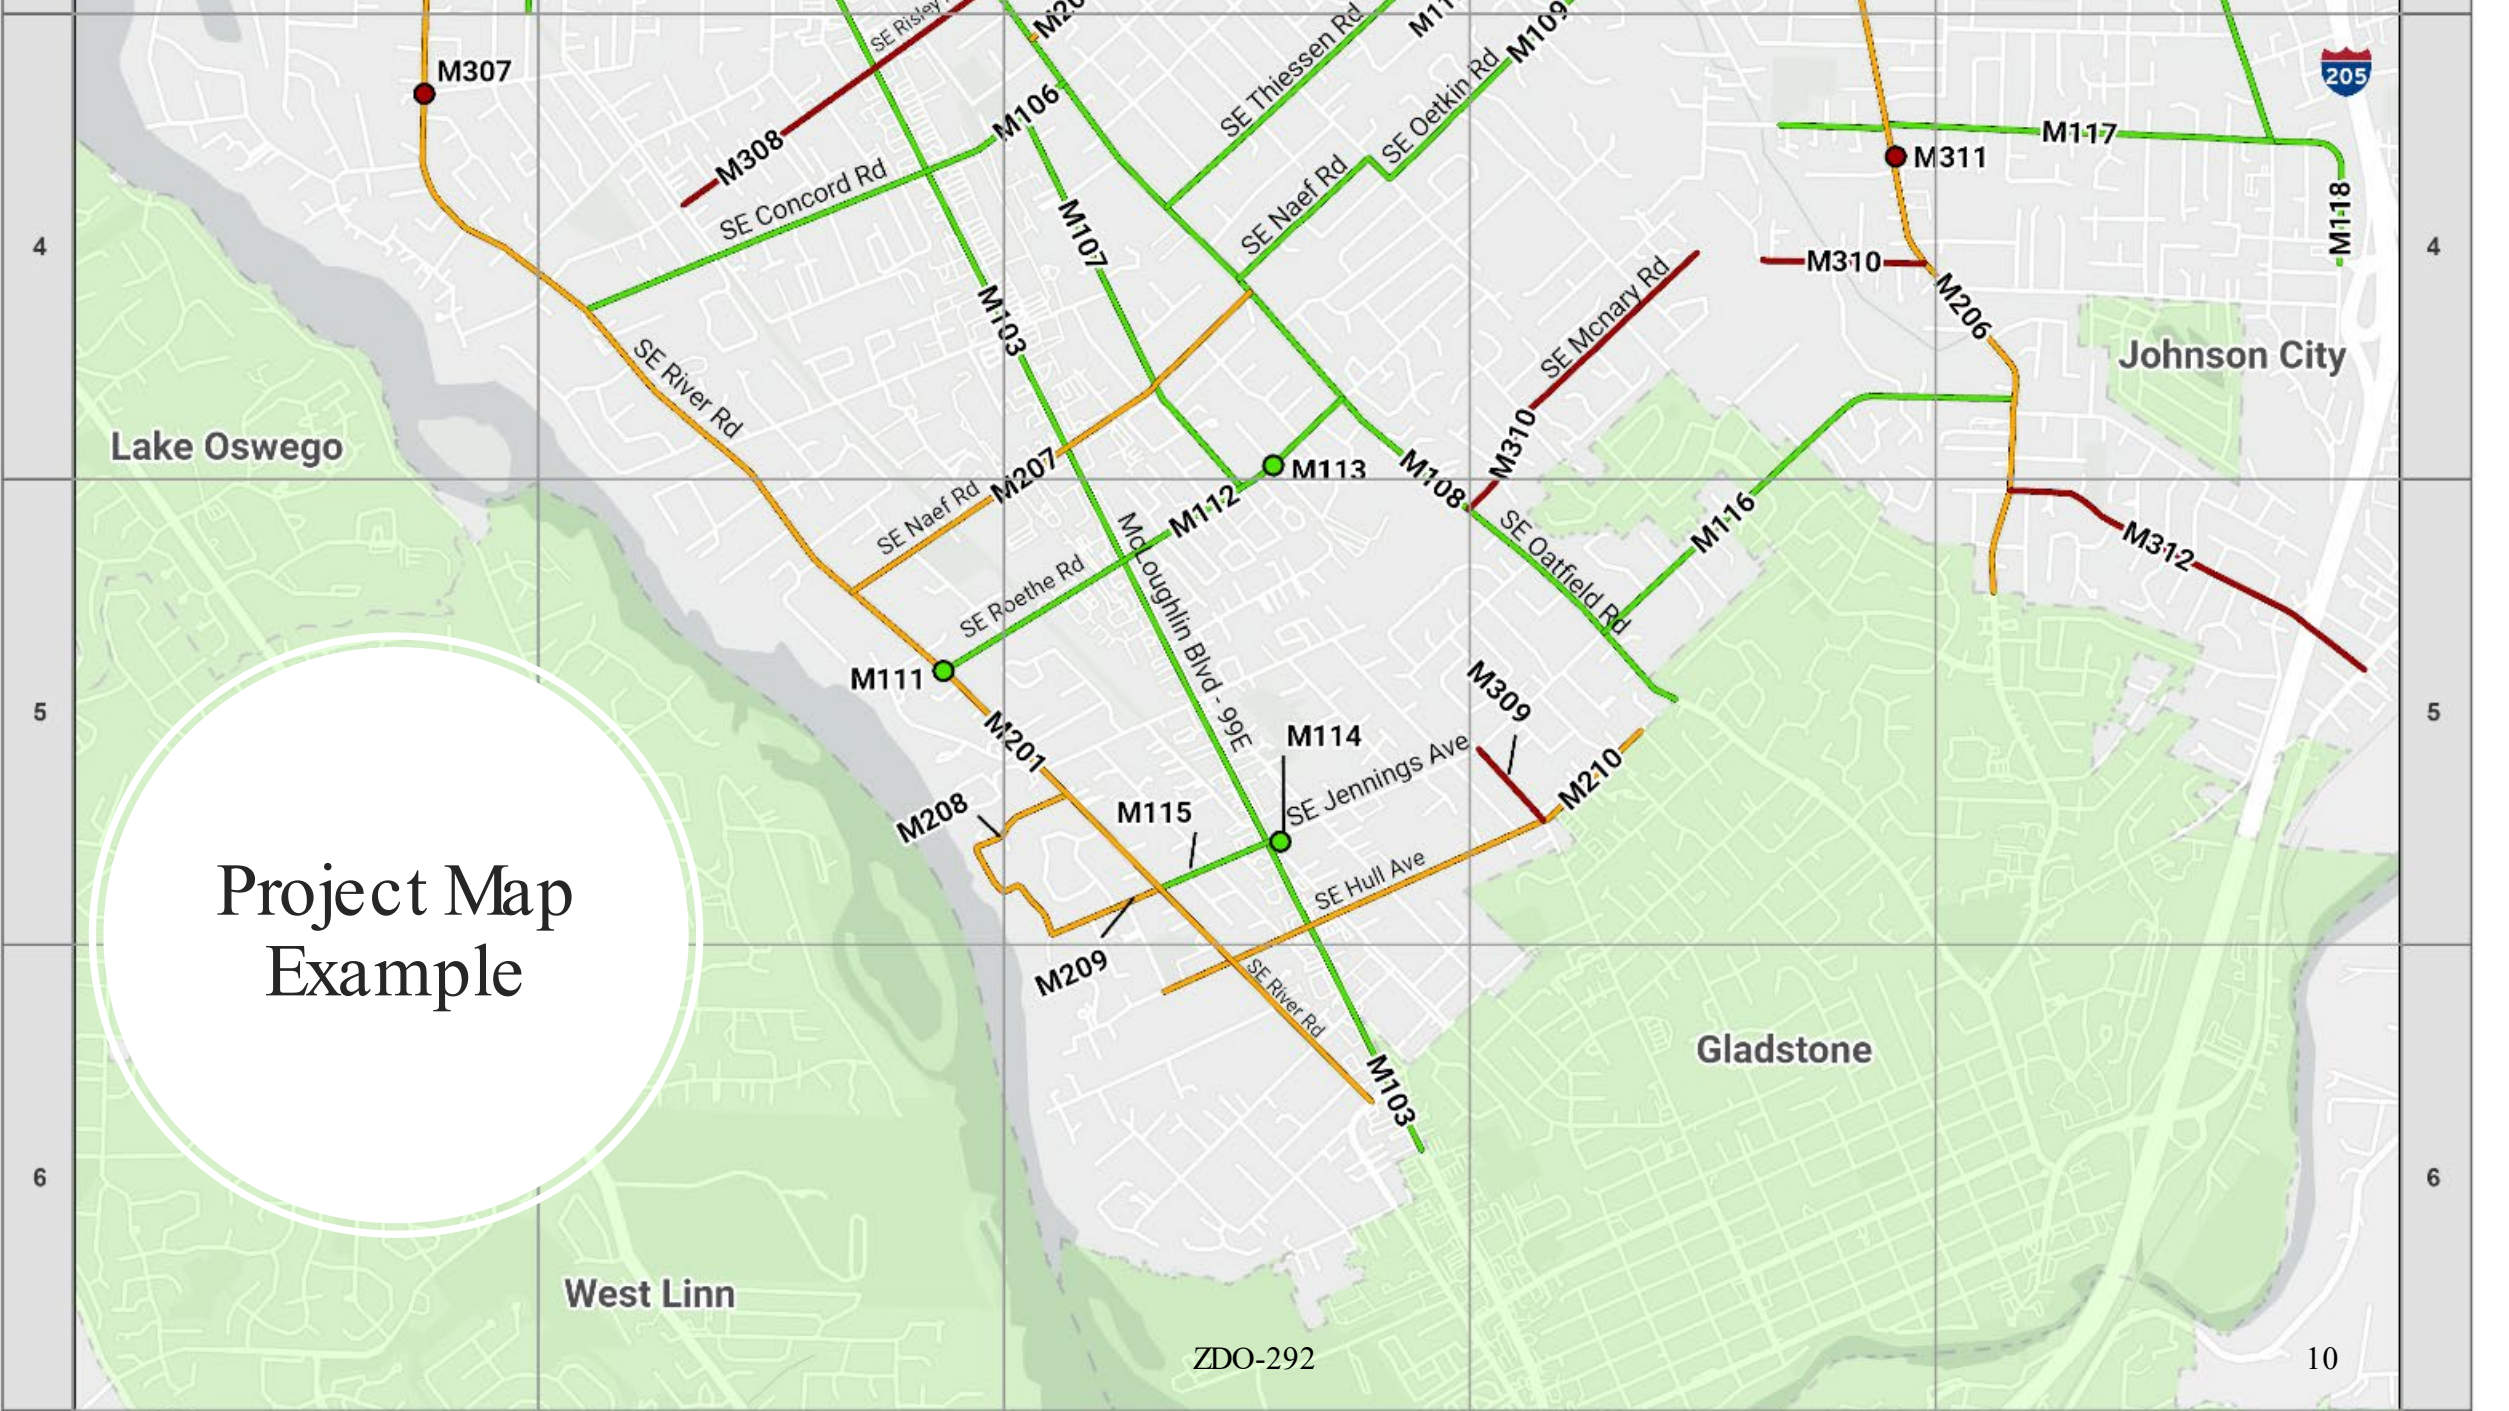 SE Risley
M20
M11
M109
SE Thiessen Rd
SE Oetkin Rd
M307
205
M106
M308
M117
M311
SE Concord Rd
SE Naef Rd
M107
M118
4
4
M310
SE Mcnary Rd
M206
M103
Johnson City
SE River Rd
Lake Oswego
M310
M207
M113
M108
SE Naef Rd
M112
M116
SE Oatfield Rd
M312
McLoughlin Blvd - 99E
SE Roethe Rd
M111
M309
5
5
M201
M114
SE Jennings Ave
M210
M208
M115
SE Hull Ave
Project Map
Example
M209
SE River Rd
Gladstone
M103
6
6
West Linn
ZDO-292
10